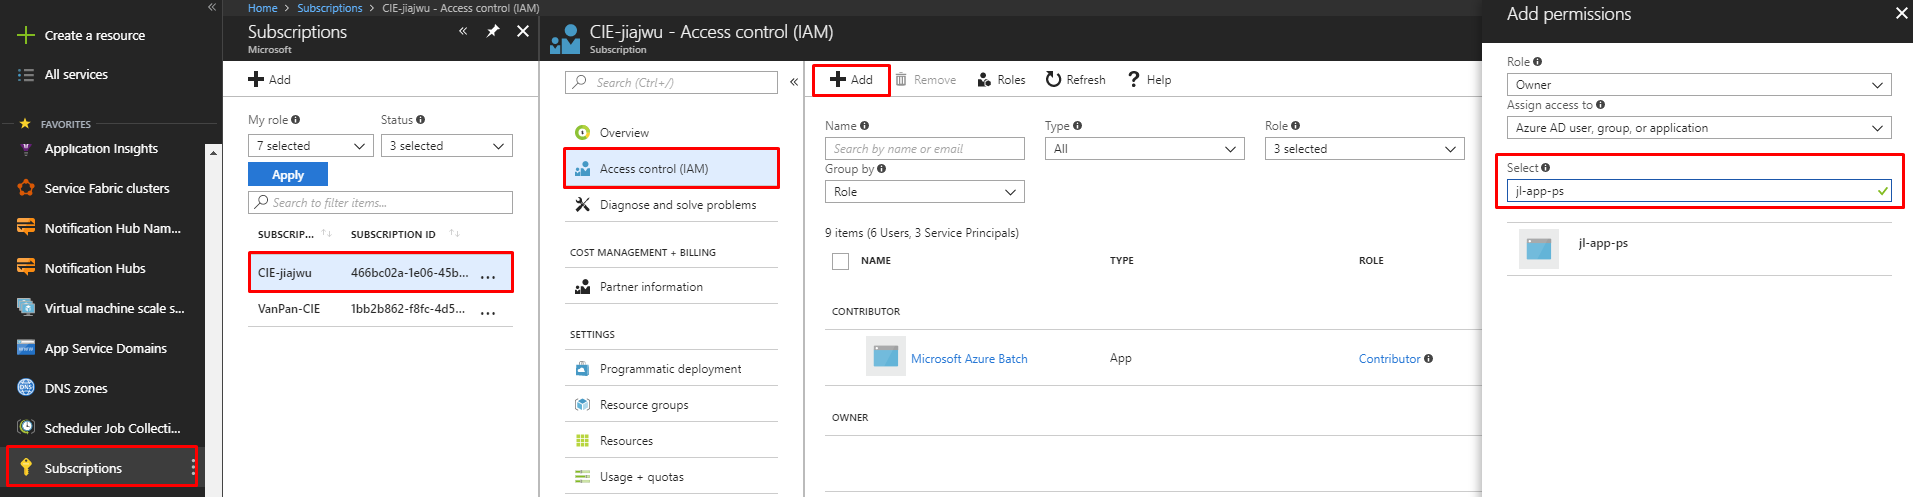 Create a resource
All services
FAVORITES
Application Insights
Service Fabric clusters
Notification Hub Nam...
Notification Hubs
Virtual machine scale s...
App Service Domains
DNS zones
Scheduler Job Collecti...
Subscriptions
Home > Subscriptions > CIE-jiajwu - Access control (IAM)
Subscriptions
Microsoft
Add
My role
Status
7 selected
3 selected
Apply
Search to filter items...
SUBSCRIP...
SUBSCRIPTION ID
CIE-jiajwu
466bc02a-1e06-45b...
VanPan-CIE
1bb2b862-f8fc-4d5...
CIE-jiajwu - Access control (IAM)
Subscription
Search (Ctrl+/)
Overview
Access control (IAM)
Diagnose and solve problems
COST MANAGEMENT + BILLING
Partner information
SETTINGS
Programmatic deployment
Resource groups
Resources
Usage + quotas
Add
Remove
Roles
Refresh
Help
Name
Type
Role
Search by name or email
All
3 selected
Group by
Role
9 items (6 Users, 3 Service Principals)
NAME
TYPE
ROLE
CONTRIBUTOR
Microsoft Azure Batch
App
Contributor
OWNER
Add permissions
Role
Owner
Assign access to
Azure AD user, group, or application
Select
jl-app-ps
jl-app-ps